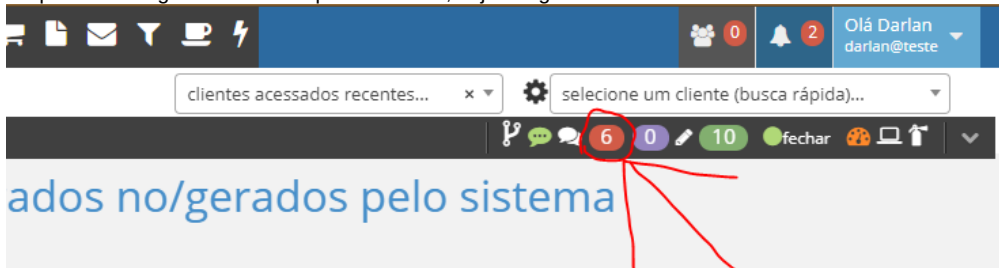 0 2 Olá Darlan
darlan@teste
clientes acessados recentes... × selecione um cliente (busca rápida)...
6 0 10 fechar
ados no/gerados pelo sistema